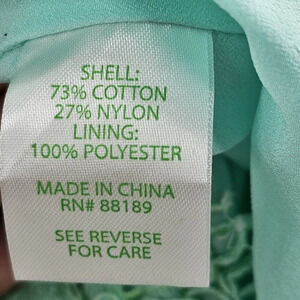 SHELL:
73% COTTON
27% NYLON
LINING:
100% POLYESTER
MADE IN CHINA
RN# 88189
SEE REVERSE
FOR CARE